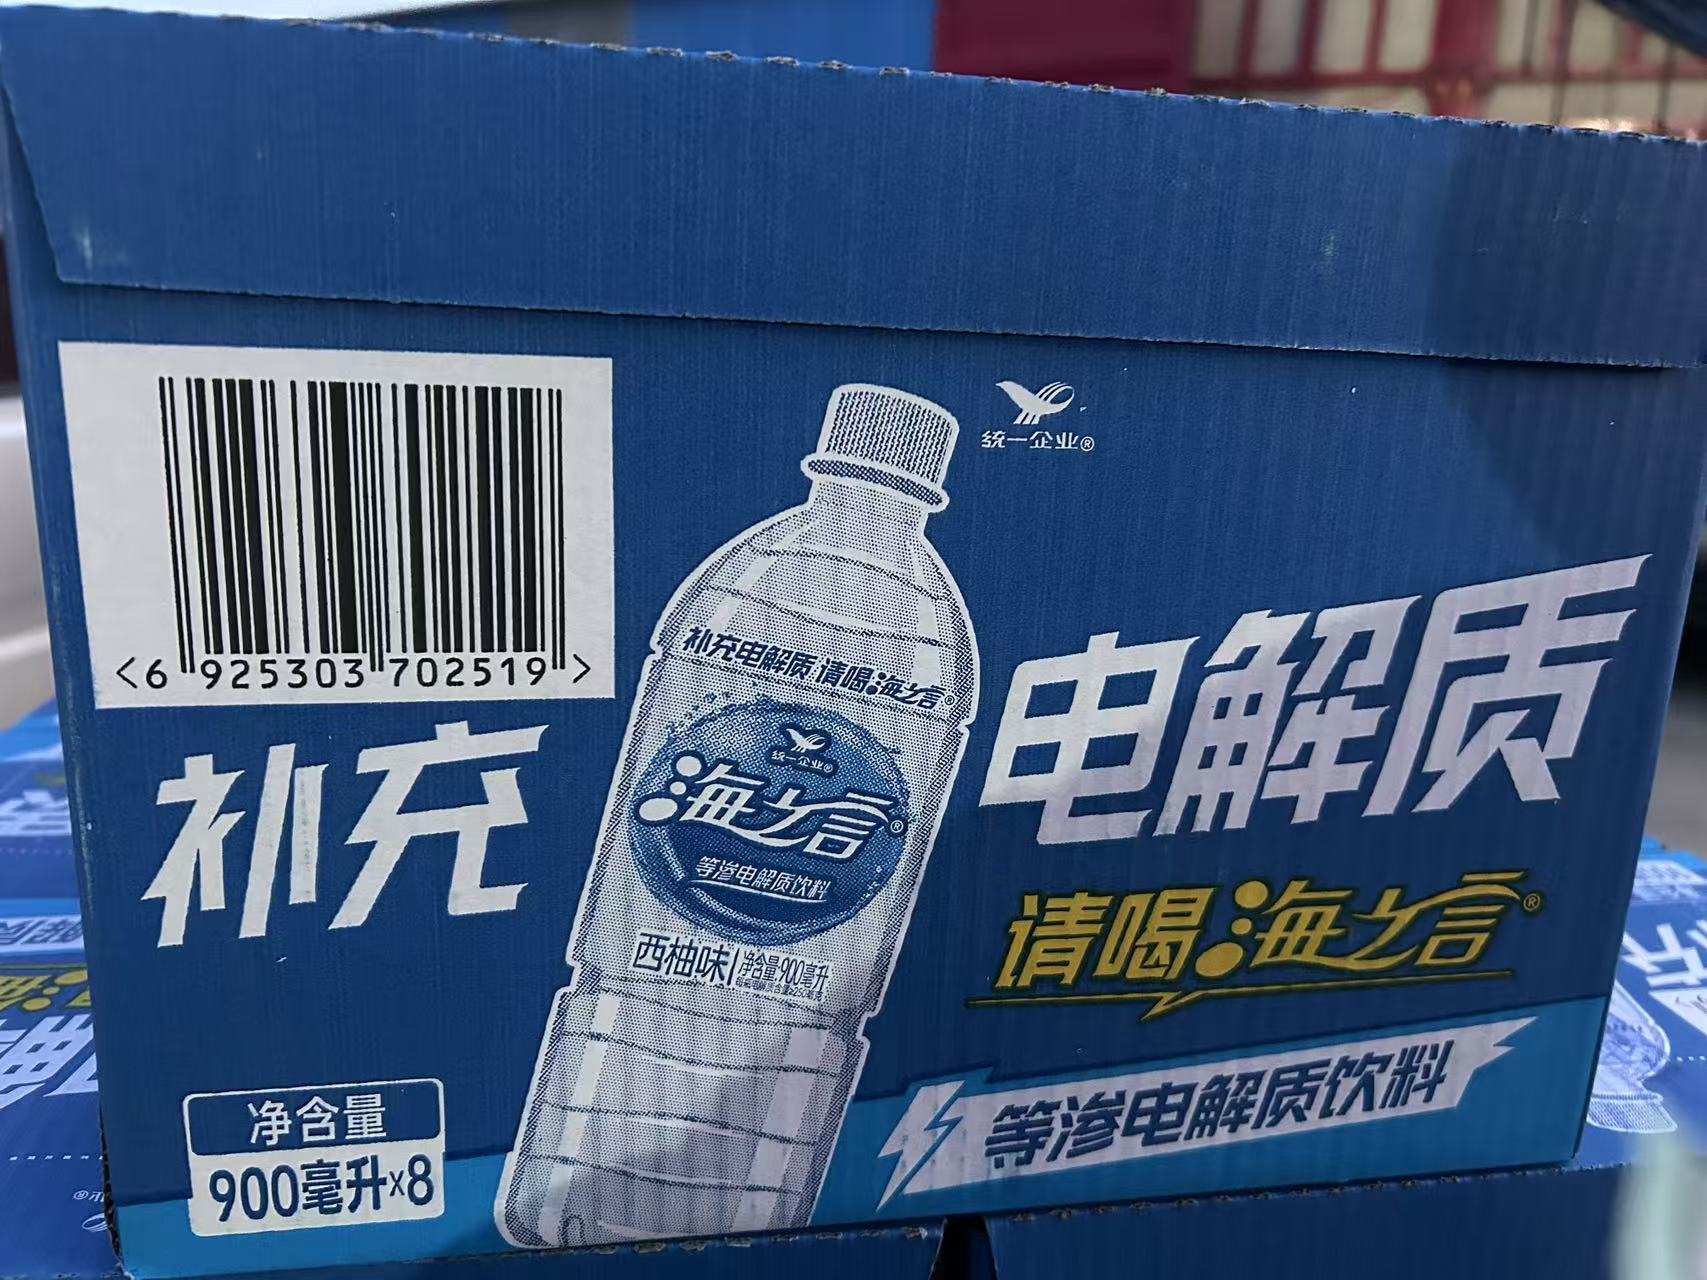 统一企业®
<6 925303 702519>
补充电解质
请喝海之言®
等渗电解质饮料
净含量
900毫升×8
补充电解质 请喝海之言®
统一企业®
海之言®
等渗电解质饮料
西柚味
净含量:900毫升